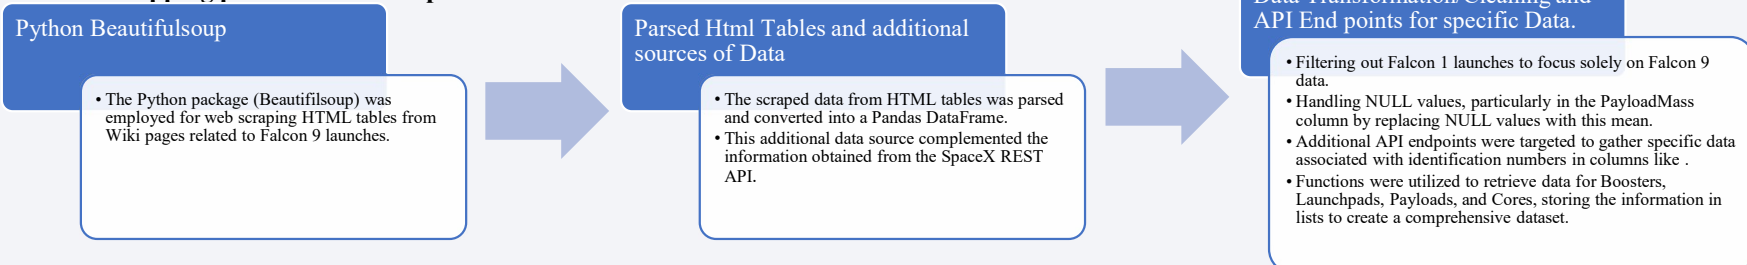 Python Beautifulsoup
• The Python package (Beautifilsoup) was
employed for web scraping HTML tables from
Wiki pages related to Falcon 9 launches.
Parsed Html Tables and additional
sources of Data
• The scraped data from HTML tables was parsed
and converted into a Pandas DataFrame.
• This additional data source complemented the
information obtained from the SpaceX REST
API.
Data Transformation/Cleaning and
API End points for specific Data.
• Filtering out Falcon 1 launches to focus solely on Falcon 9
data.
• Handling NULL values, particularly in the PayloadMass
column by replacing NULL values with this mean.
• Additional API endpoints were targeted to gather specific data
associated with identification numbers in columns like .
• Functions were utilized to retrieve data for Boosters,
Launchpads, Payloads, and Cores, storing the information in
lists to create a comprehensive dataset.